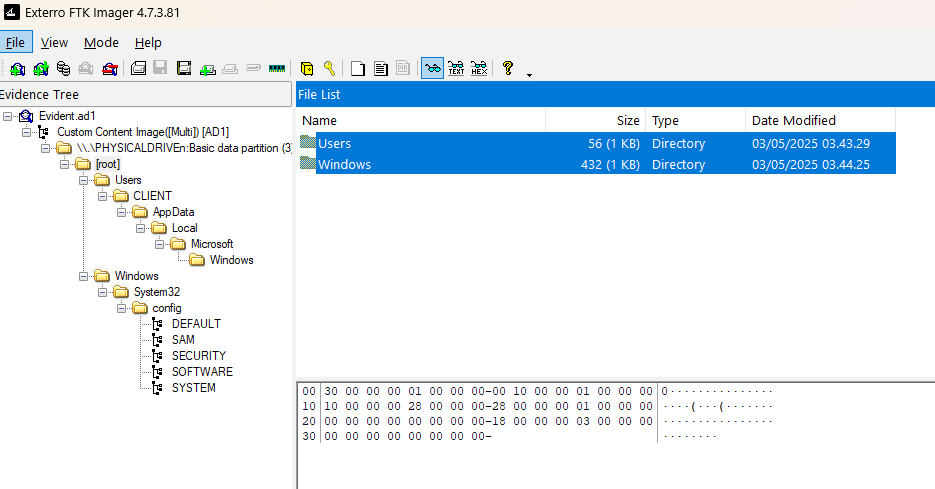 Exterro FTK Imager 4.7.3.81
File View Mode Help
TEXT HEX
Evidence Tree
Evident.ad1
Custom Content Image([Multi]) [AD1]
\\.\PHYSICALDRIVEn:Basic data partition (3)
[root]
Users
CLIENT
AppData
Local
Microsoft
Windows
Windows
System32
config
DEFAULT
SAM
SECURITY
SOFTWARE
SYSTEM
File List
Name Size Type Date Modified
Users 56 (1 KB) Directory 03/05/2025 03.43.29
Windows 432 (1 KB) Directory 03/05/2025 03.44.25
00 30 00 00 00 01 00 00 00-00 10 00 00 01 00 00 00 0···············
10 10 00 00 00 28 00 00 00-28 00 00 00 01 00 00 00 ····(···(·······
20 00 00 00 00 00 00 00 00-18 00 00 00 03 00 00 00 ················
30 00 00 00 00 00 00 00 00- ········